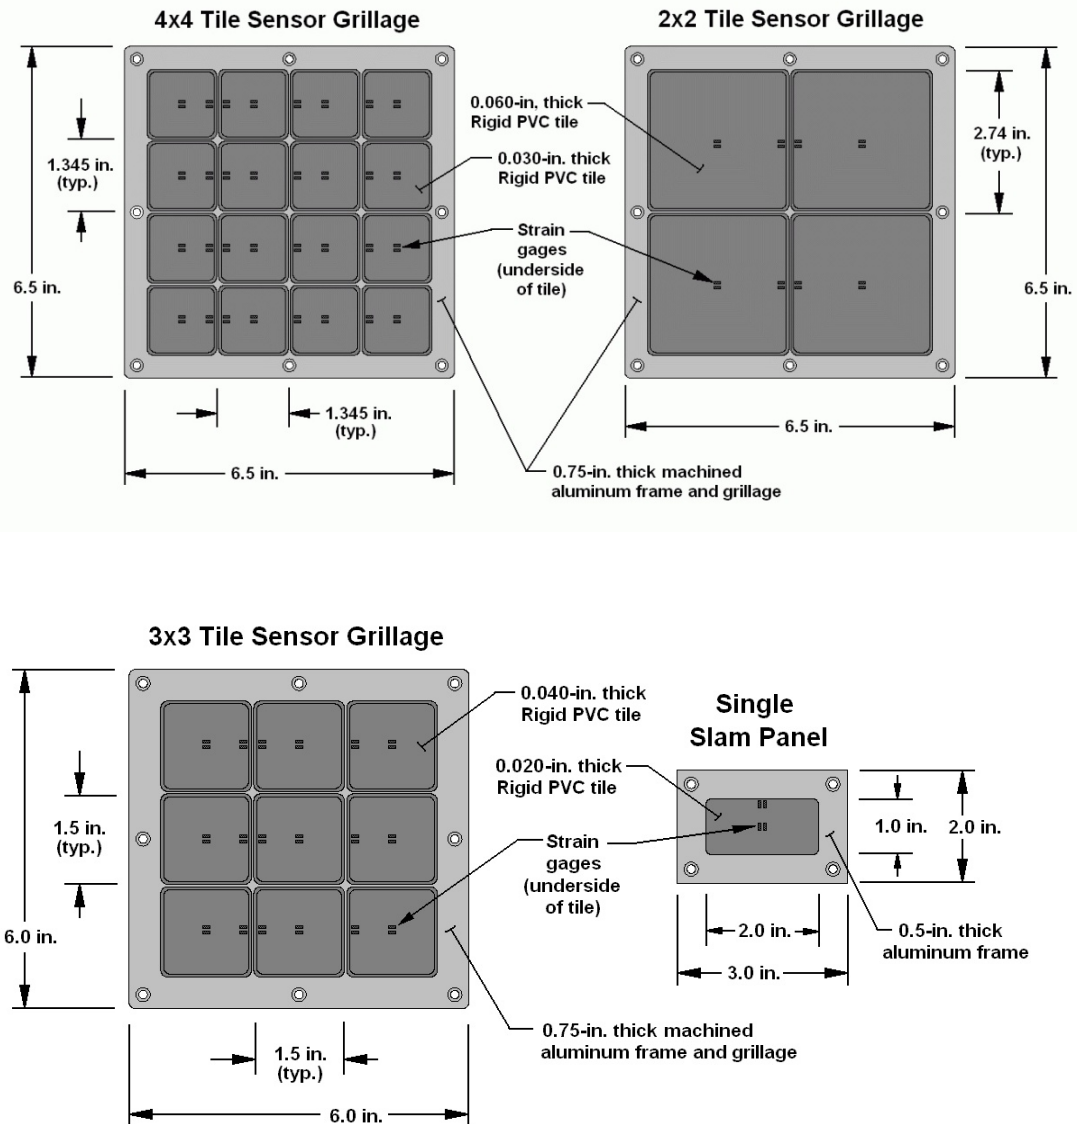 4x4 Tile Sensor Grillage
2x2 Tile Sensor Grillage
0.060-in. thick
Rigid PVC tile
0.030-in. thick
Rigid PVC tile
Strain
gages
(underside
of tile)
1.345 in.
(typ.)
6.5 in.
1.345 in.
(typ.)
6.5 in.
2.74 in.
(typ.)
6.5 in.
6.5 in.
0.75-in. thick machined
aluminum frame and grillage
3x3 Tile Sensor Grillage
0.040-in. thick
Rigid PVC tile
Single
Slam Panel
0.020-in. thick
Rigid PVC tile
Strain
gages
(underside
of tile)
1.5 in.
(typ.)
6.0 in.
1.0 in.
2.0 in.
2.0 in.
3.0 in.
0.5-in. thick
aluminum frame
0.75-in. thick machined
aluminum frame and grillage
1.5 in.
(typ.)
6.0 in.